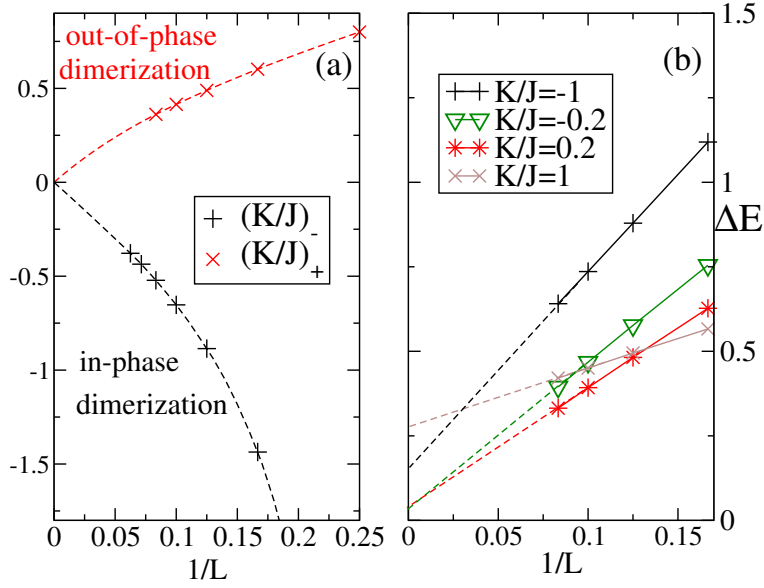 out-of-phase
dimerization
(a)
0.5
0
-0.5
-1
-1.5
(K/J)_-
(K/J)_+
in-phase
dimerization
0 0.05 0.1 0.15 0.2 0.25
1/L
(b)
K/J=-1
K/J=-0.2
K/J=0.2
K/J=1
1.5
1
ΔE
0.5
0
0 0.05 0.1 0.15
1/L